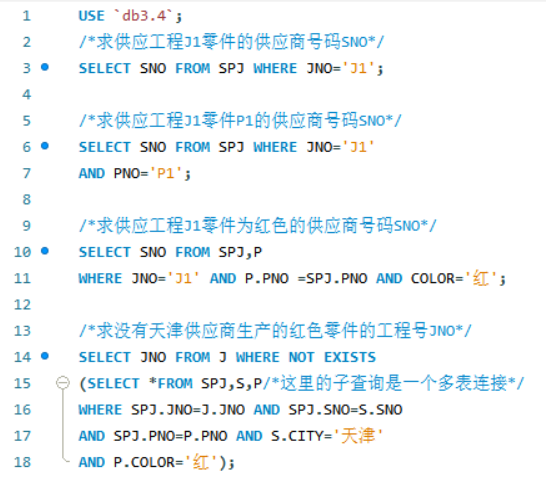 1 USE `db3.4`;
2 /*求供应工程J1零件的供应商号码SNO*/
3 SELECT SNO FROM SPJ WHERE JNO='J1';
4
5 /*求供应工程J1零件P1的供应商号码SNO*/
6 SELECT SNO FROM SPJ WHERE JNO='J1'
7 AND PNO='P1';
8
9 /*求供应工程J1零件为红色的供应商号码SNO*/
10 SELECT SNO FROM SPJ,P
11 WHERE JNO='J1' AND P.PNO =SPJ.PNO AND COLOR='红';
12
13 /*求没有天津供应商生产的红色零件的工程号JNO*/
14 SELECT JNO FROM J WHERE NOT EXISTS
15 (SELECT *FROM SPJ,S,P/*这里的子查询是一个多表连接*/
16 WHERE SPJ.JNO=J.JNO AND SPJ.SNO=S.SNO
17 AND SPJ.PNO=P.PNO AND S.CITY='天津'
18 AND P.COLOR='红');